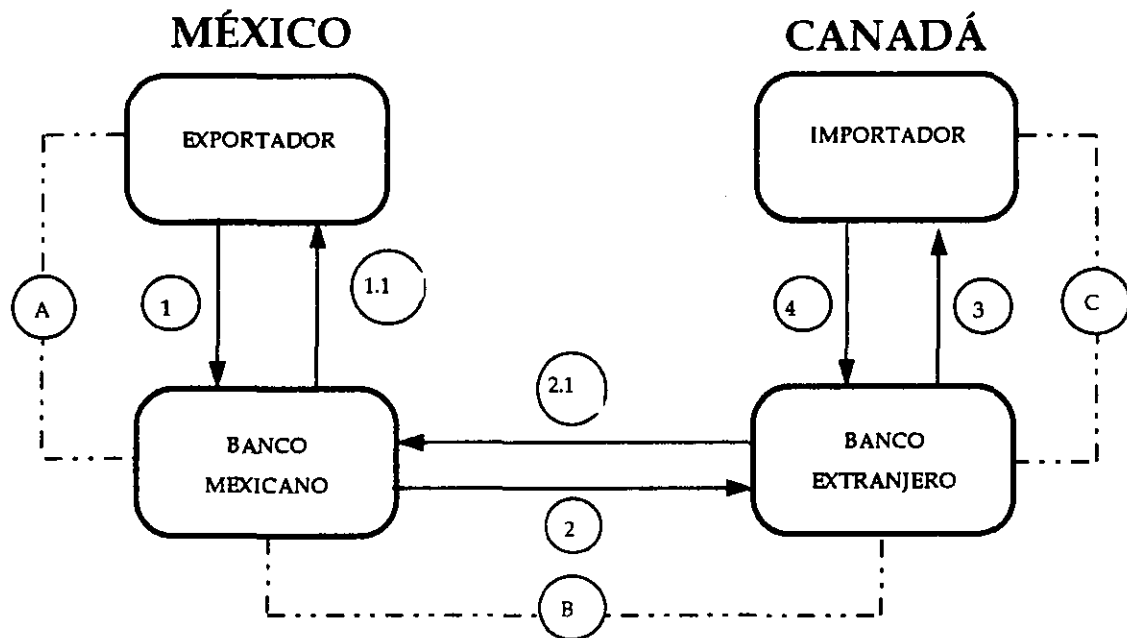 MÉXICO
CANADÁ
EXPORTADOR
IMPORTADOR
A
1
1.1
4
3
C
2.1
BANCO
MEXICANO
BANCO
EXTRANJERO
2
B